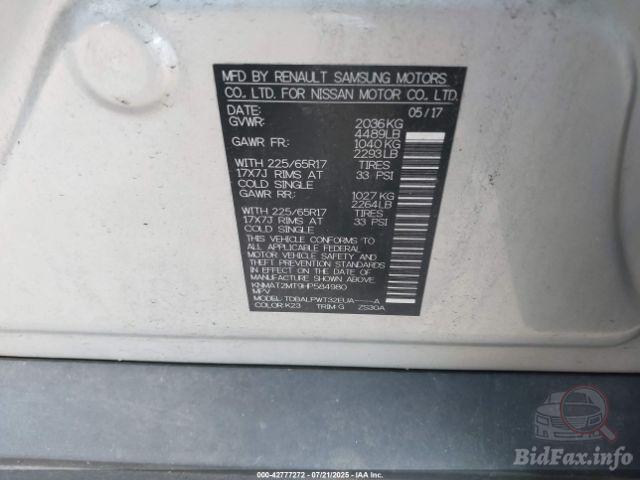 MFD BY RENAULT SAMSUNG MOTORS
CO., LTD. FOR NISSAN MOTOR CO., LTD.
DATE: 05/17
GVWR: 2036KG
4489LB
GAWR FR: 1040 KG
2293LB
WITH 225/65R17 TIRES
17X7J RIMS AT 33 PSI
COLD SINGLE
GAWR RR: 1027 KG
2264LB
WITH 225/65R17 TIRES
17X7J RIMS AT 33 PSI
COLD SINGLE
THIS VEHICLE CONFORMS TO
ALL APPLICABLE FEDERAL
MOTOR VEHICLE SAFETY AND
THEFT PREVENTION STANDARDS
IN EFFECT ON THE DATE OF
MANUFACTURE SHOWN ABOVE.
KNMAT2MT9HP584980
MPV
MODEL: TDBALPWT32EUA-----A
COLOR: K23 TRIM: G ZS30A
BidFax.info
000-42777272 - 07/21/2025 - IAA Inc.